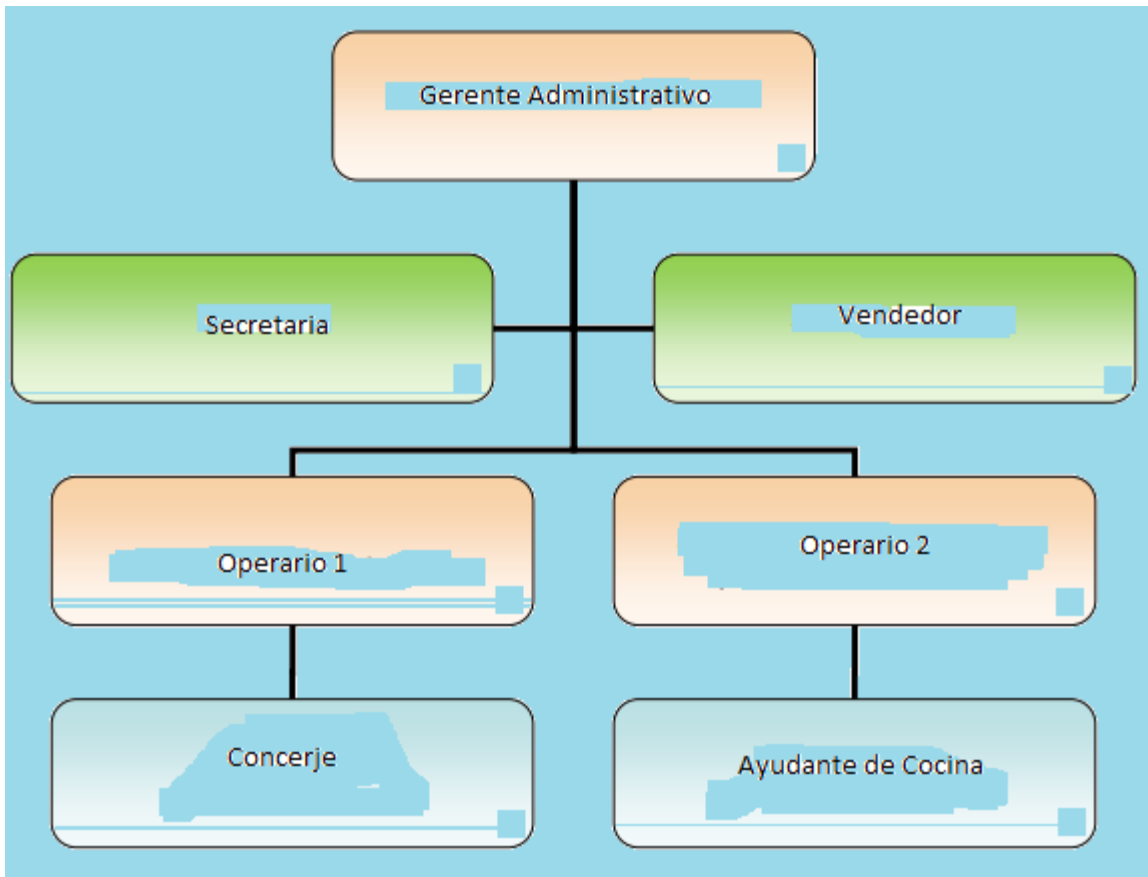 Gerente Administrativo
Secretaria
Vendedor
Operario 1
Operario 2
Concerje
Ayudante de Cocina